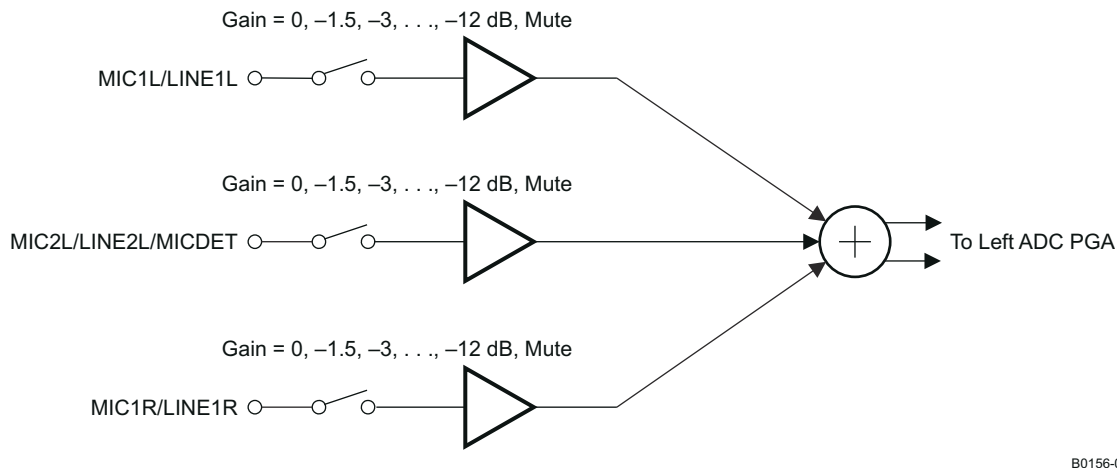 Gain = 0, –1.5, –3, . . ., –12 dB, Mute
MIC1L/LINE1L
Gain = 0, –1.5, –3, . . ., –12 dB, Mute
MIC2L/LINE2L/MICDET
To Left ADC PGA
Gain = 0, –1.5, –3, . . ., –12 dB, Mute
MIC1R/LINE1R